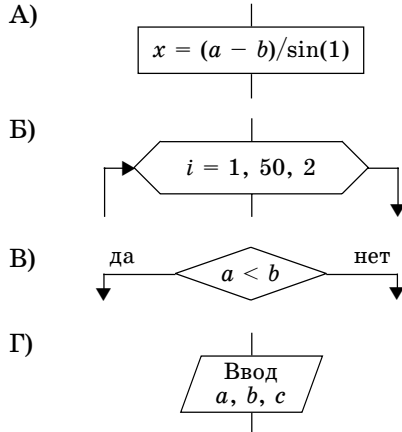 А)
x = (a − b)/sin(1)
Б)
i = 1, 50, 2
В)
да нет
a < b
Г)
Ввод
a, b, c